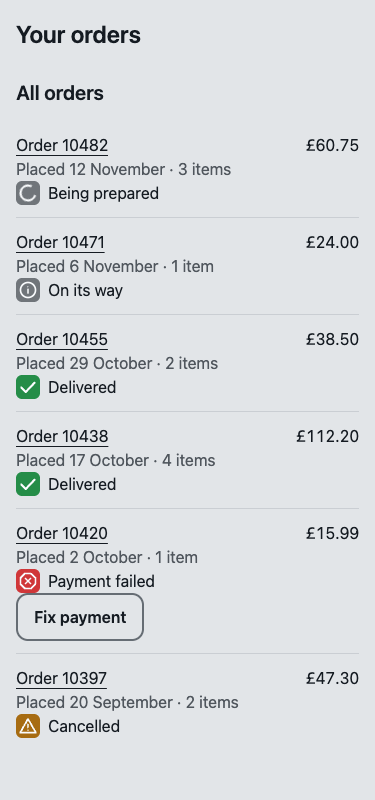 Your orders
All orders
Order 10482 £60.75
Placed 12 November · 3 items
Being prepared
Order 10471 £24.00
Placed 6 November · 1 item
On its way
Order 10455 £38.50
Placed 29 October · 2 items
Delivered
Order 10438 £112.20
Placed 17 October · 4 items
Delivered
Order 10420 £15.99
Placed 2 October · 1 item
Payment failed
Fix payment
Order 10397 £47.30
Placed 20 September · 2 items
Cancelled